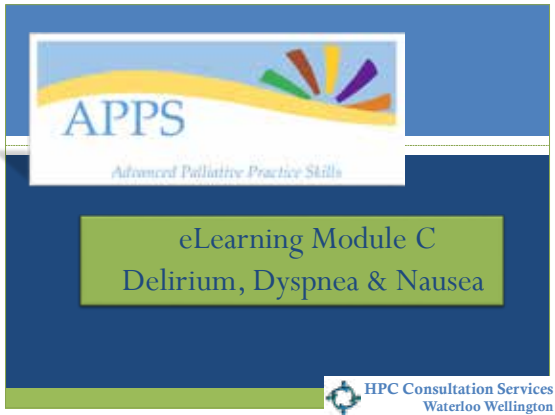 APPS
Advanced Palliative Practice Skills
eLearning Module C
Delirium, Dyspnea & Nausea
HPC Consultation Services
Waterloo Wellington